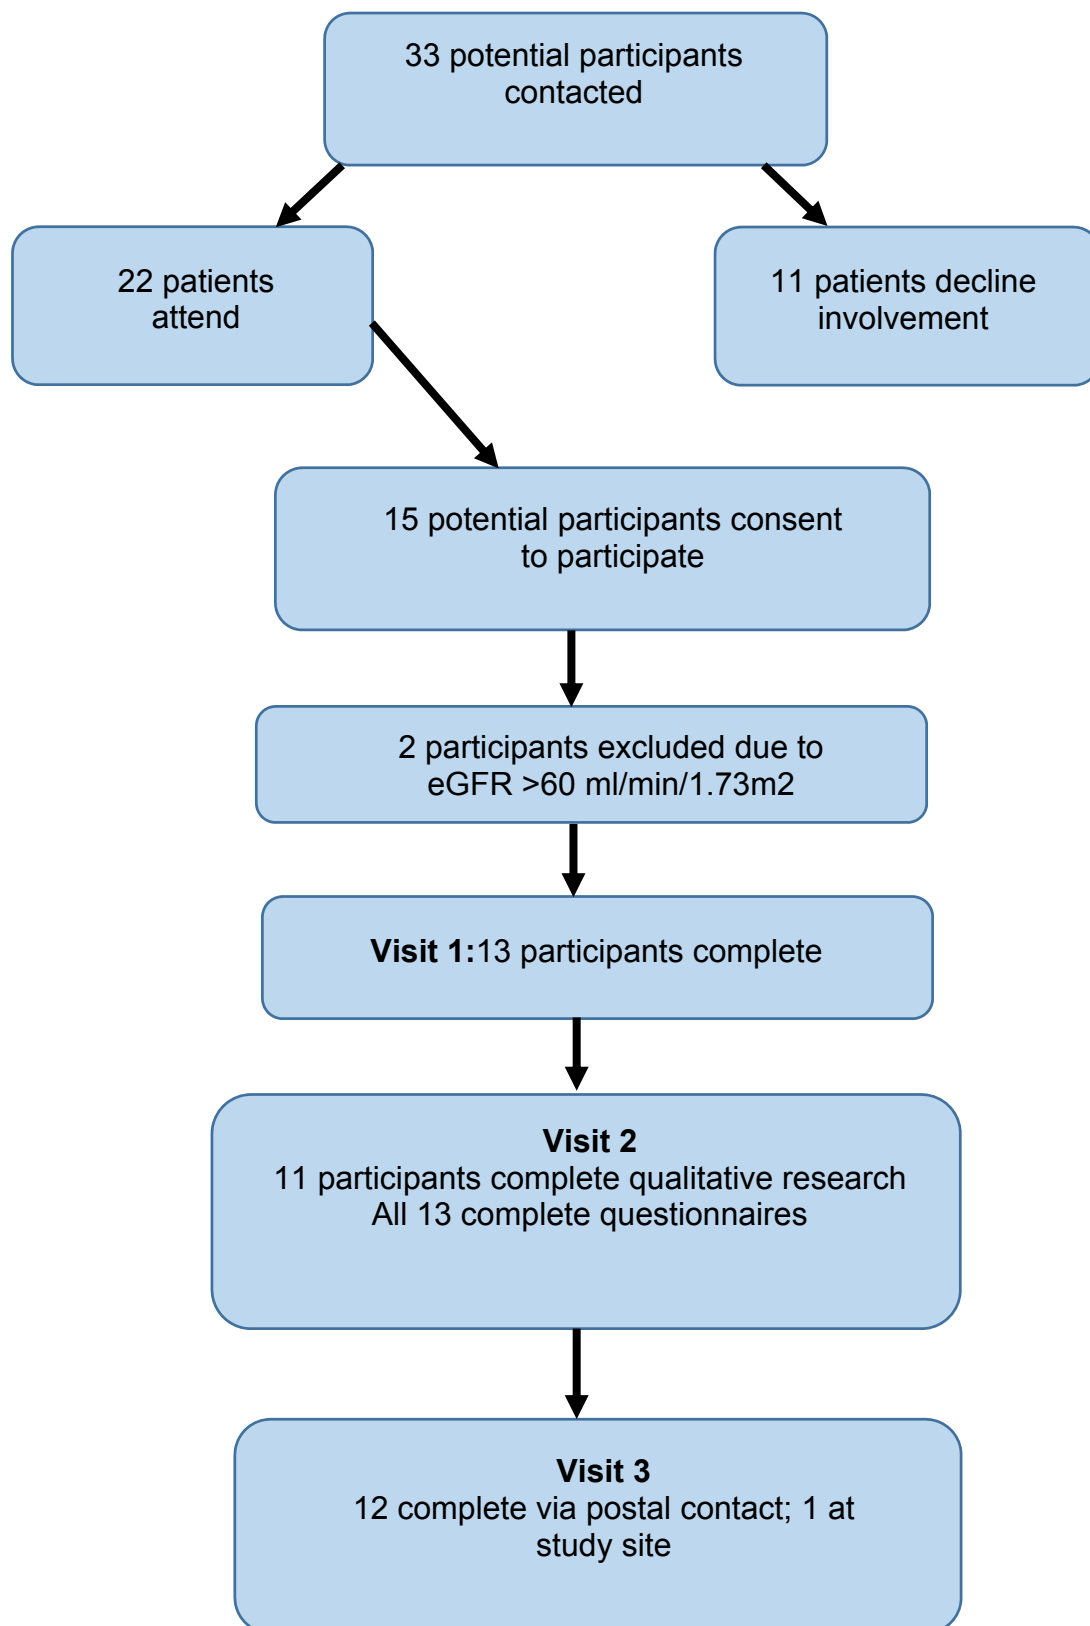 33 potential participants
contacted
22 patients
attend
11 patients decline
involvement
15 potential participants consent
to participate
2 participants excluded due to
eGFR >60 ml/min/1.73m2
Visit 1:13 participants complete
Visit 2
11 participants complete qualitative research
All 13 complete questionnaires
Visit 3
12 complete via postal contact; 1 at
study site